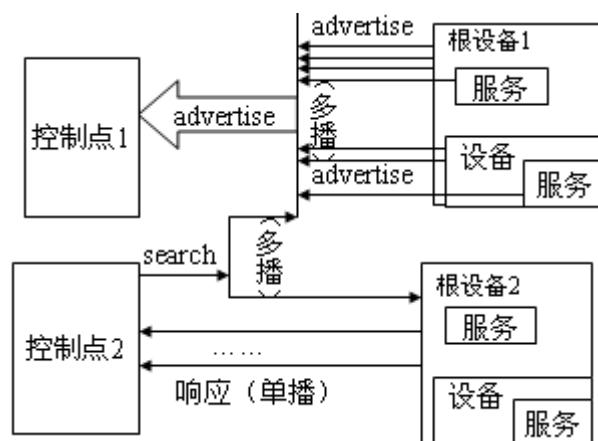 advertise
根设备1
服务
控制点1
advertise
（多播）
设备
advertise
服务
search
（多播）
根设备2
服务
控制点2
……
响应（单播）
设备
服务